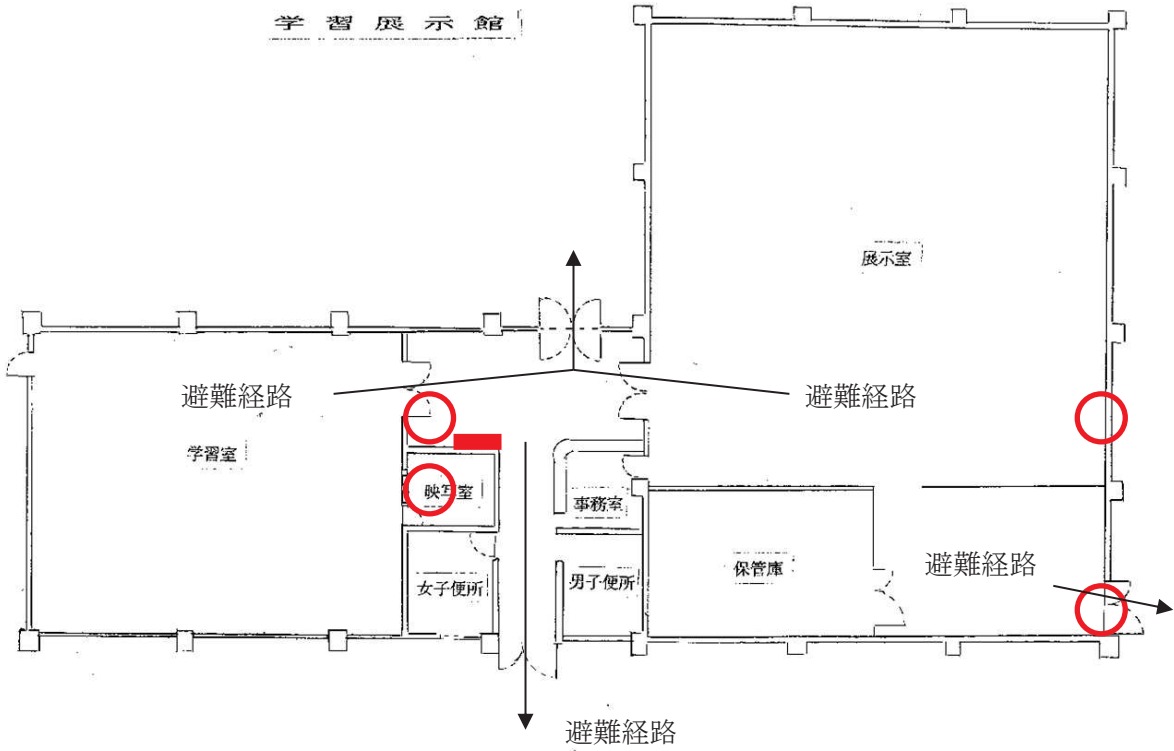 学習展示館
展示室
避難経路
避難経路
学習室
映写室
事務室
保管庫
避難経路
女子便所
男子便所
避難経路